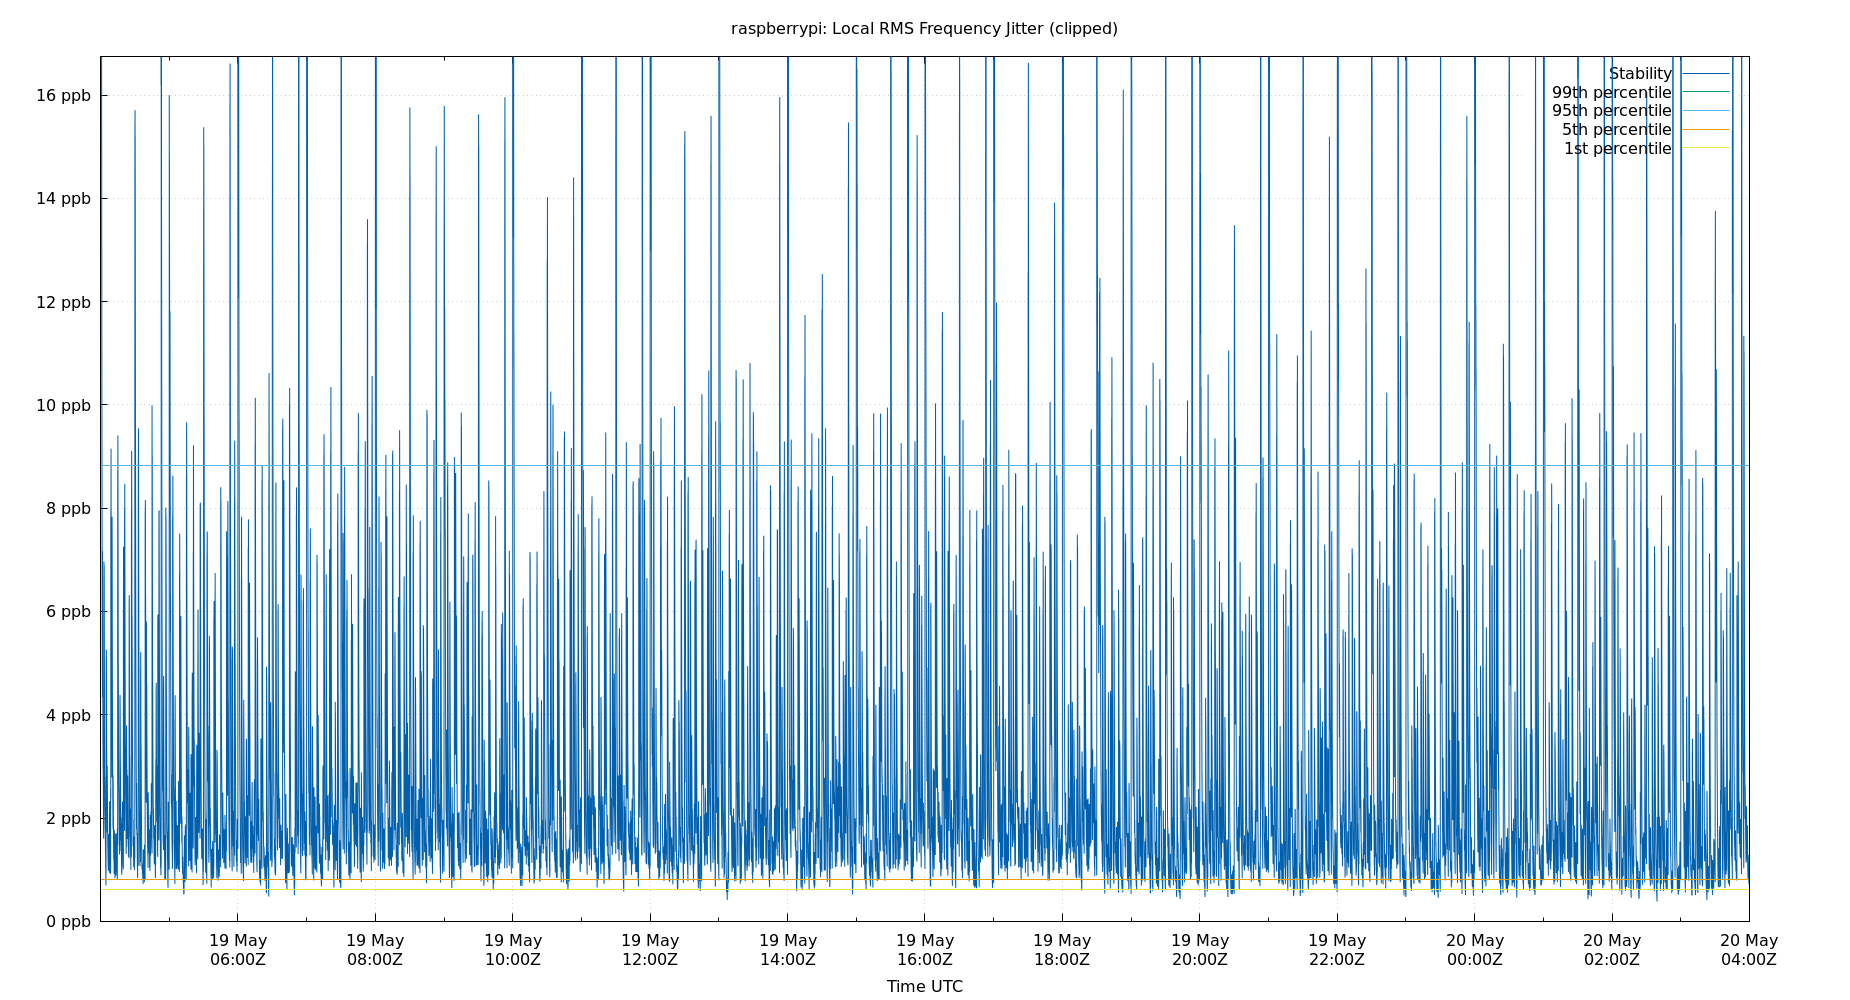 raspberrypi: Local RMS Frequency Jitter (clipped)
Stability
99th percentile
95th percentile
5th percentile
1st percentile
16 ppb
14 ppb
12 ppb
10 ppb
8 ppb
6 ppb
4 ppb
2 ppb
0 ppb
19 May 19 May 19 May 19 May 19 May 19 May 19 May 19 May 19 May 20 May 20 May 20 May
06:00Z 08:00Z 10:00Z 12:00Z 14:00Z 16:00Z 18:00Z 20:00Z 22:00Z 00:00Z 02:00Z 04:00Z
Time UTC